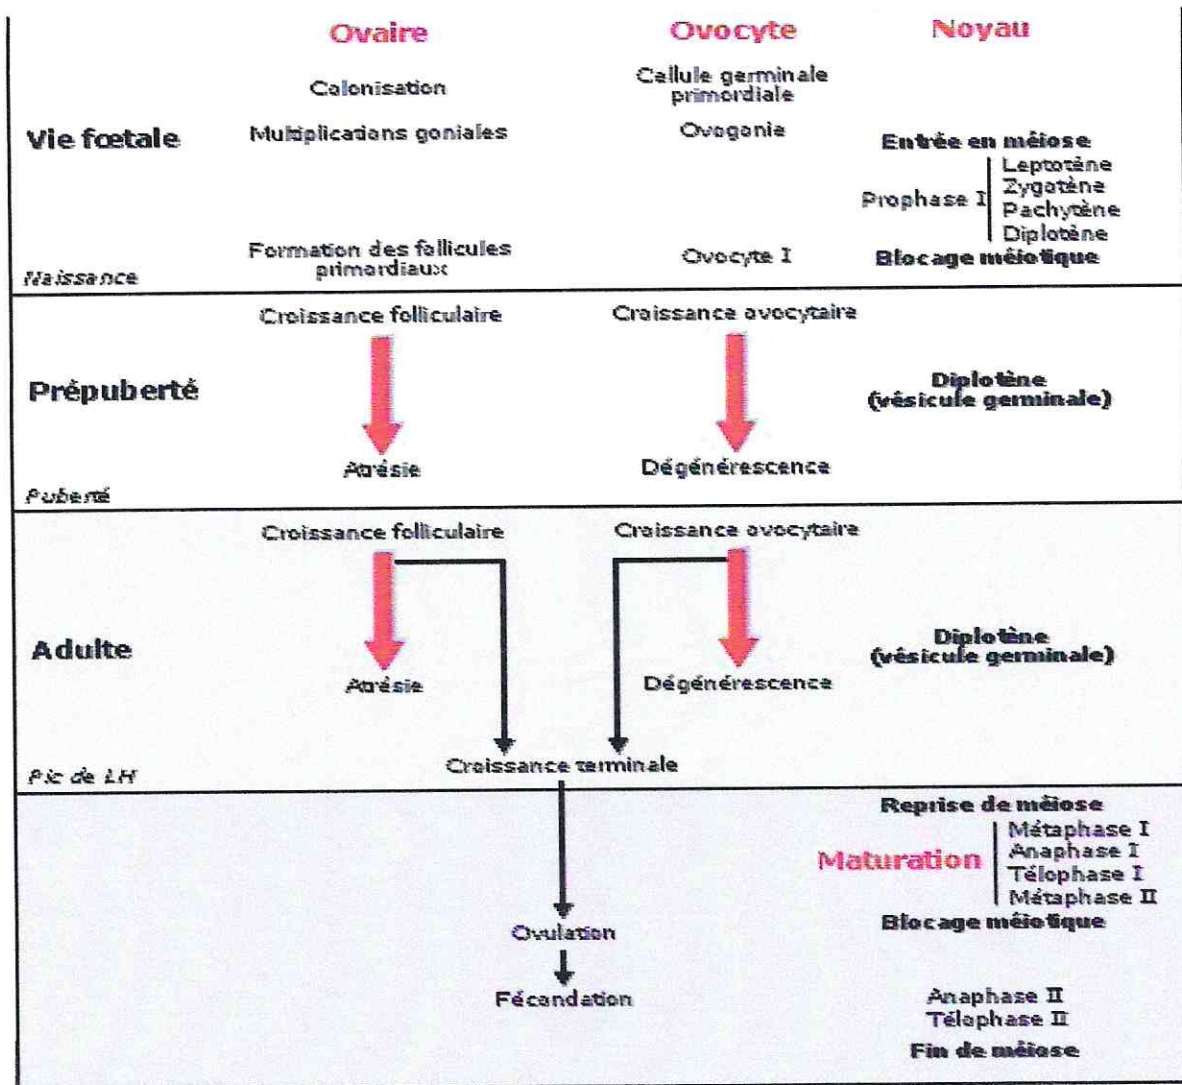 Ovaire Ovocyte Noyau
Colonisation
Cellule germinale
primordiale
Vie fœtale
Multiplications goniales
Ovogonie
Entrée en méiose
Prophase I
Leptotène
Zygotène
Pachytène
Diplotène
Formation des follicules
primordiaux
Ovocyte I
Blocage méiotique
Naissance
Croissance folliculaire
Croissance ovocytaire
Prépuberté
Diplotène
(vésicule germinale)
Atrésie
Dégénérescence
Puberté
Croissance folliculaire
Croissance ovocytaire
Adulte
Diplotène
(vésicule germinale)
Atrésie
Dégénérescence
Croissance terminale
Pic de LH
Reprise de méiose
Maturation
Métaphase I
Anaphase I
Télophase I
Métaphase II
Blocage méiotique
Ovulation
Fécondation
Anaphase II
Télophase II
Fin de méiose